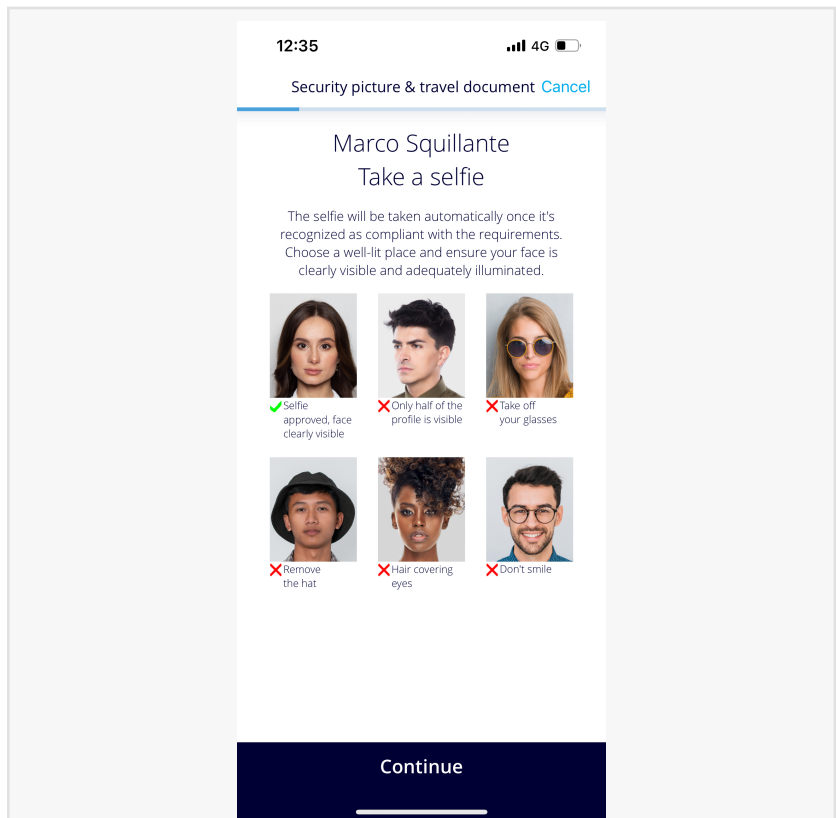 12:35
4G
Security picture & travel document Cancel
Marco Squillante
Take a selfie
The selfie will be taken automatically once it's
recognized as compliant with the requirements.
Choose a well-lit place and ensure your face is
clearly visible and adequately illuminated.
Selfie
approved, face
clearly visible
Only half of the
profile is visible
Take off
your glasses
Remove
the hat
Hair covering
eyes
Don't smile
Continue